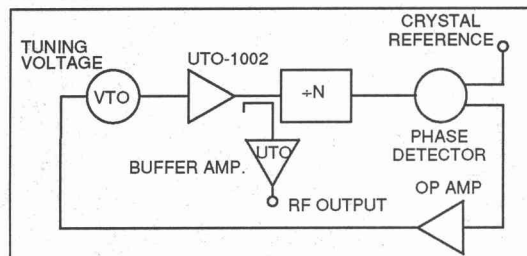 CRYSTAL
REFERENCE
TUNING
VOLTAGE
UTO-1002
VTO
÷N
PHASE
DETECTOR
UTO
BUFFER AMP.
RF OUTPUT
OP AMP